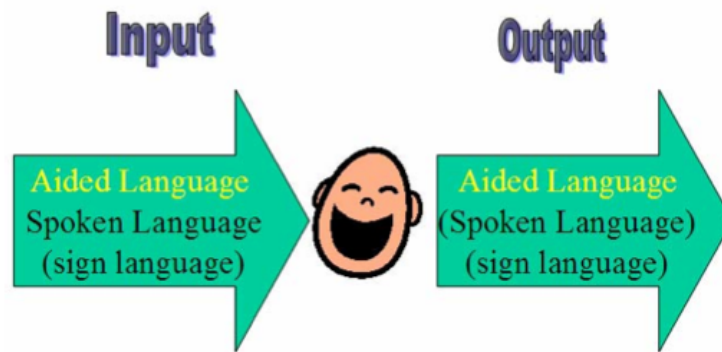 Input
Output
Aided Language
Spoken Language
(sign language)
Aided Language
(Spoken Language)
(sign language)